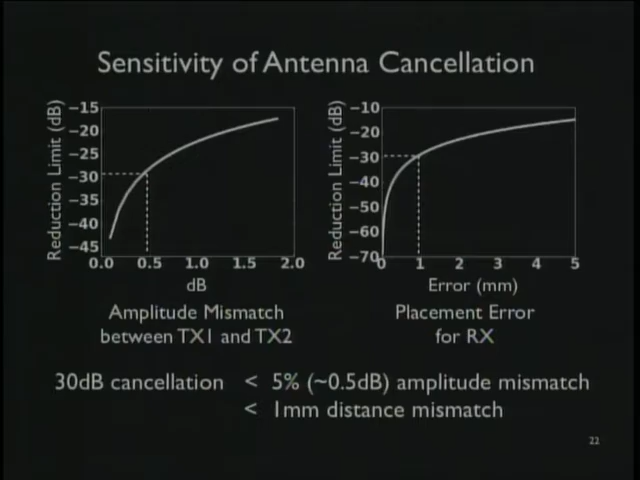 Sensitivity of Antenna Cancellation
Reduction Limit (dB)
−15
−20
−25
−30
−35
−40
−45
0.0 0.5 1.0 1.5 2.0
dB
Amplitude Mismatch
between TX1 and TX2
Reduction Limit (dB)
−10
−20
−30
−40
−50
−60
−70
0 1 2 3 4 5
Error (mm)
Placement Error
for RX
30dB cancellation < 5% (~0.5dB) amplitude mismatch
< 1mm distance mismatch
22